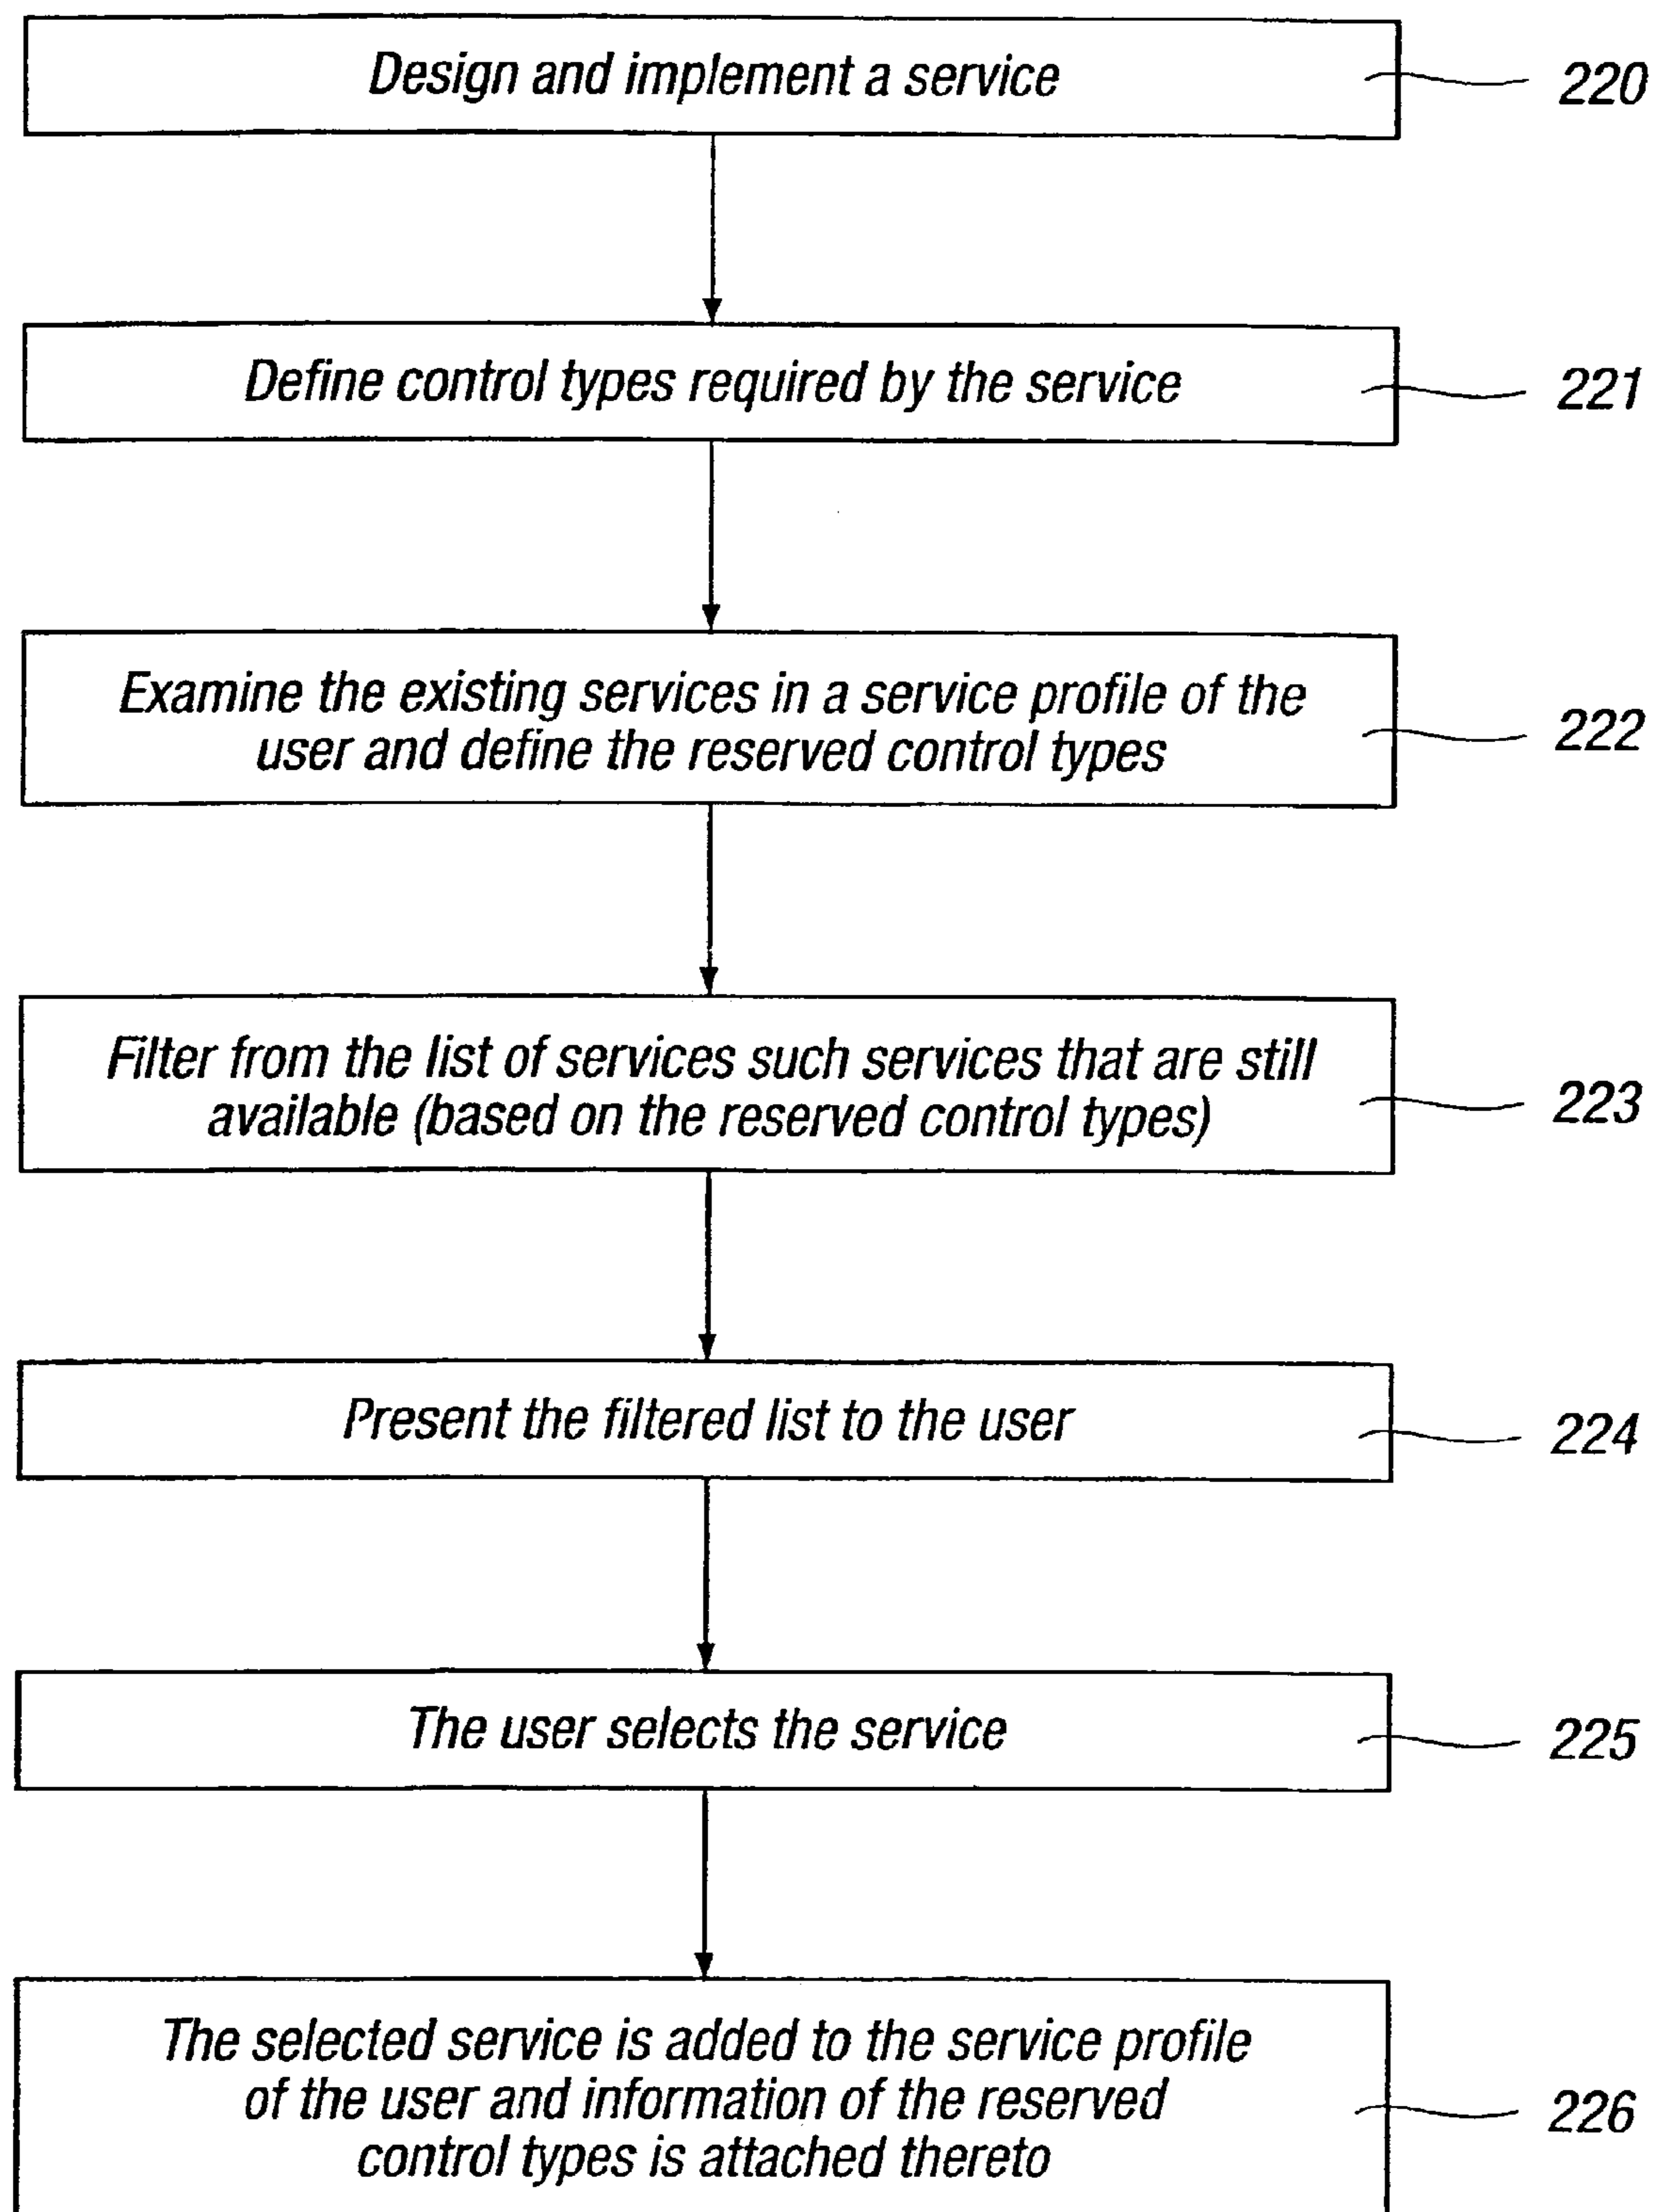 Design and implement a service
220
Define control types required by the service
221
Examine the existing services in a service profile of the
user and define the reserved control types
222
Filter from the list of services such services that are still
available (based on the reserved control types)
223
Present the filtered list to the user
224
The user selects the service
225
The selected service is added to the service profile
of the user and information of the reserved
control types is attached thereto
226